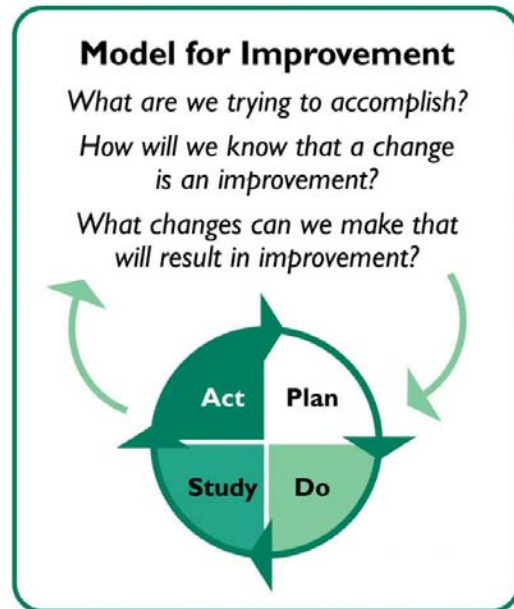 Model for Improvement
What are we trying to accomplish?
How will we know that a change
is an improvement?
What changes can we make that
will result in improvement?
Act
Plan
Study
Do